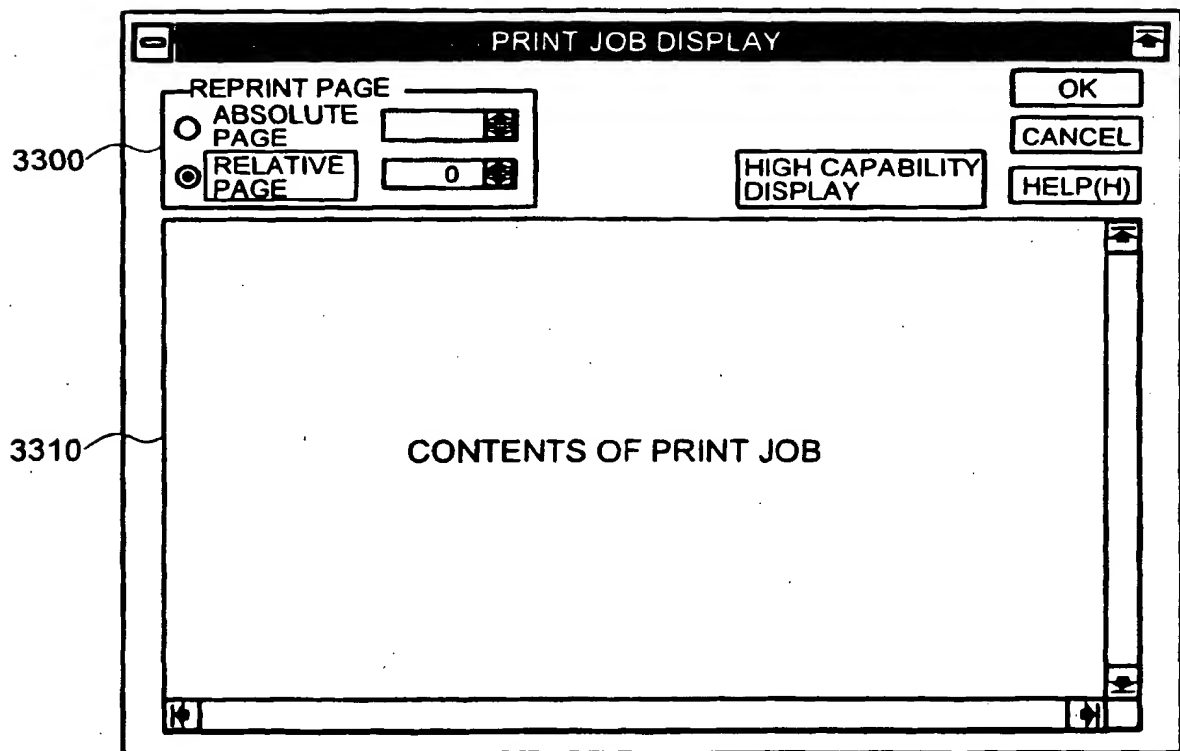 PRINT JOB DISPLAY
REPRINT PAGE
ABSOLUTE
PAGE
RELATIVE
PAGE
0
HIGH CAPABILITY
DISPLAY
OK
CANCEL
HELP(H)
3300
3310
CONTENTS OF PRINT JOB